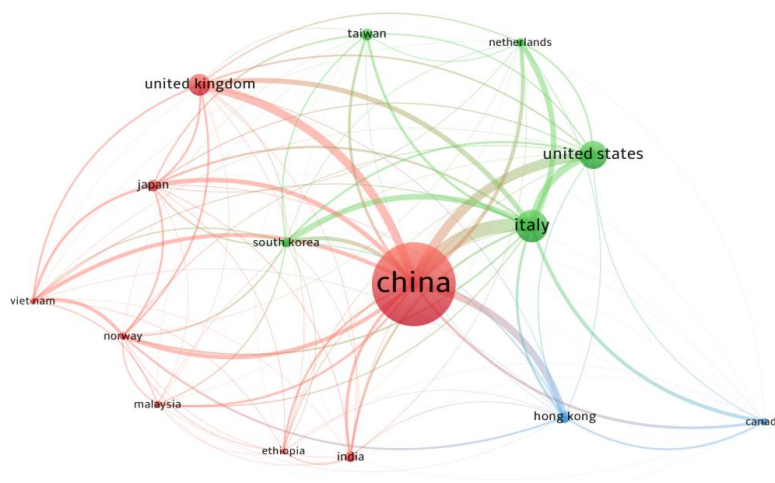 taiwan
netherlands
united kingdom
united states
japan
italy
south korea
china
viet nam
norway
malaysia
hong kong
canad
ethiopia
india